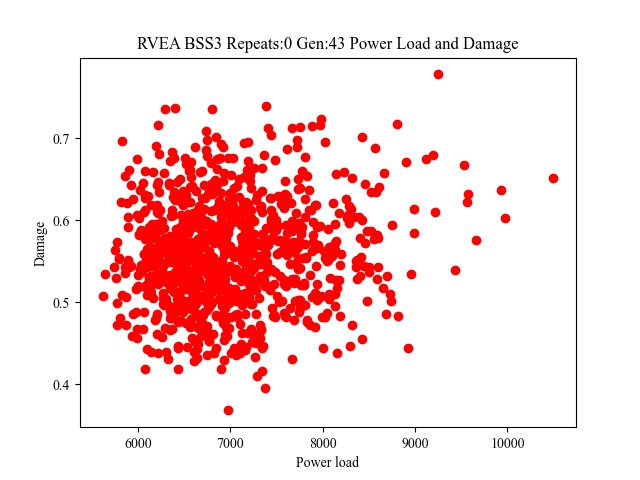 RVEA BSS3 Repeats:0 Gen:43 Power Load and Damage
0.7
0.6
0.5
0.4
Damage
6000 7000 8000 9000 10000
Power load